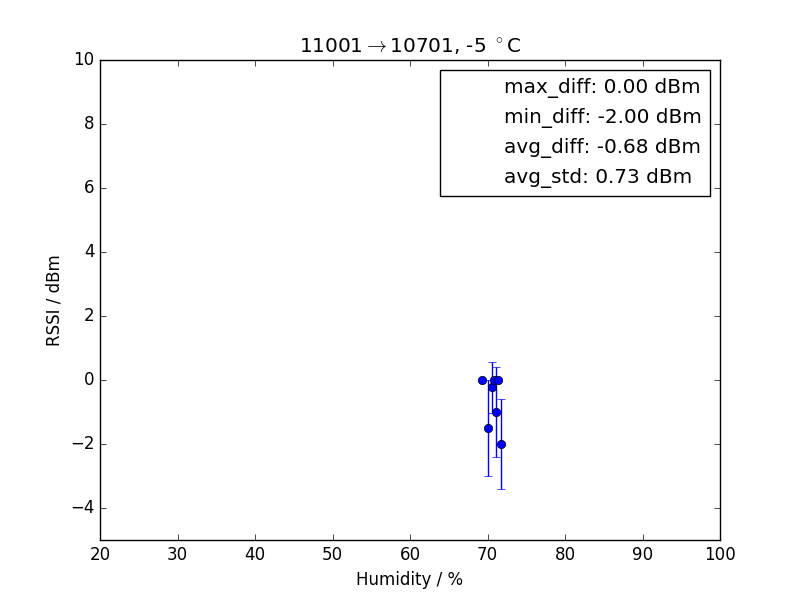 11001→10701, -5 °C
max_diff: 0.00 dBm
min_diff: -2.00 dBm
avg_diff: -0.68 dBm
avg_std: 0.73 dBm
10
8
6
4
2
0
−2
−4
RSSI / dBm
20 30 40 50 60 70 80 90 100
Humidity / %